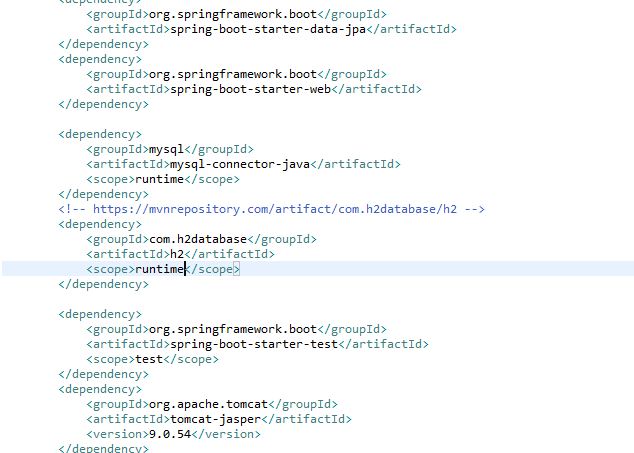 <dependency>
<groupId>org.springframework.boot</groupId>
<artifactId>spring-boot-starter-data-jpa</artifactId>
</dependency>
<dependency>
<groupId>org.springframework.boot</groupId>
<artifactId>spring-boot-starter-web</artifactId>
</dependency>
<dependency>
<groupId>mysql</groupId>
<artifactId>mysql-connector-java</artifactId>
<scope>runtime</scope>
</dependency>
<!-- https://mvnrepository.com/artifact/com.h2database/h2 -->
<dependency>
<groupId>com.h2database</groupId>
<artifactId>h2</artifactId>
<scope>runtime</scope>
</dependency>
<dependency>
<groupId>org.springframework.boot</groupId>
<artifactId>spring-boot-starter-test</artifactId>
<scope>test</scope>
</dependency>
<dependency>
<groupId>org.apache.tomcat</groupId>
<artifactId>tomcat-jasper</artifactId>
<version>9.0.54</version>
</dependency>